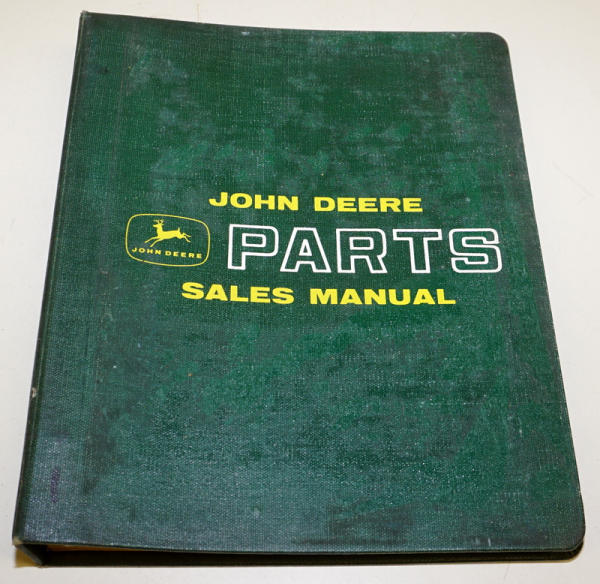 JOHN DEERE
JOHN DEERE
PARTS
SALES MANUAL